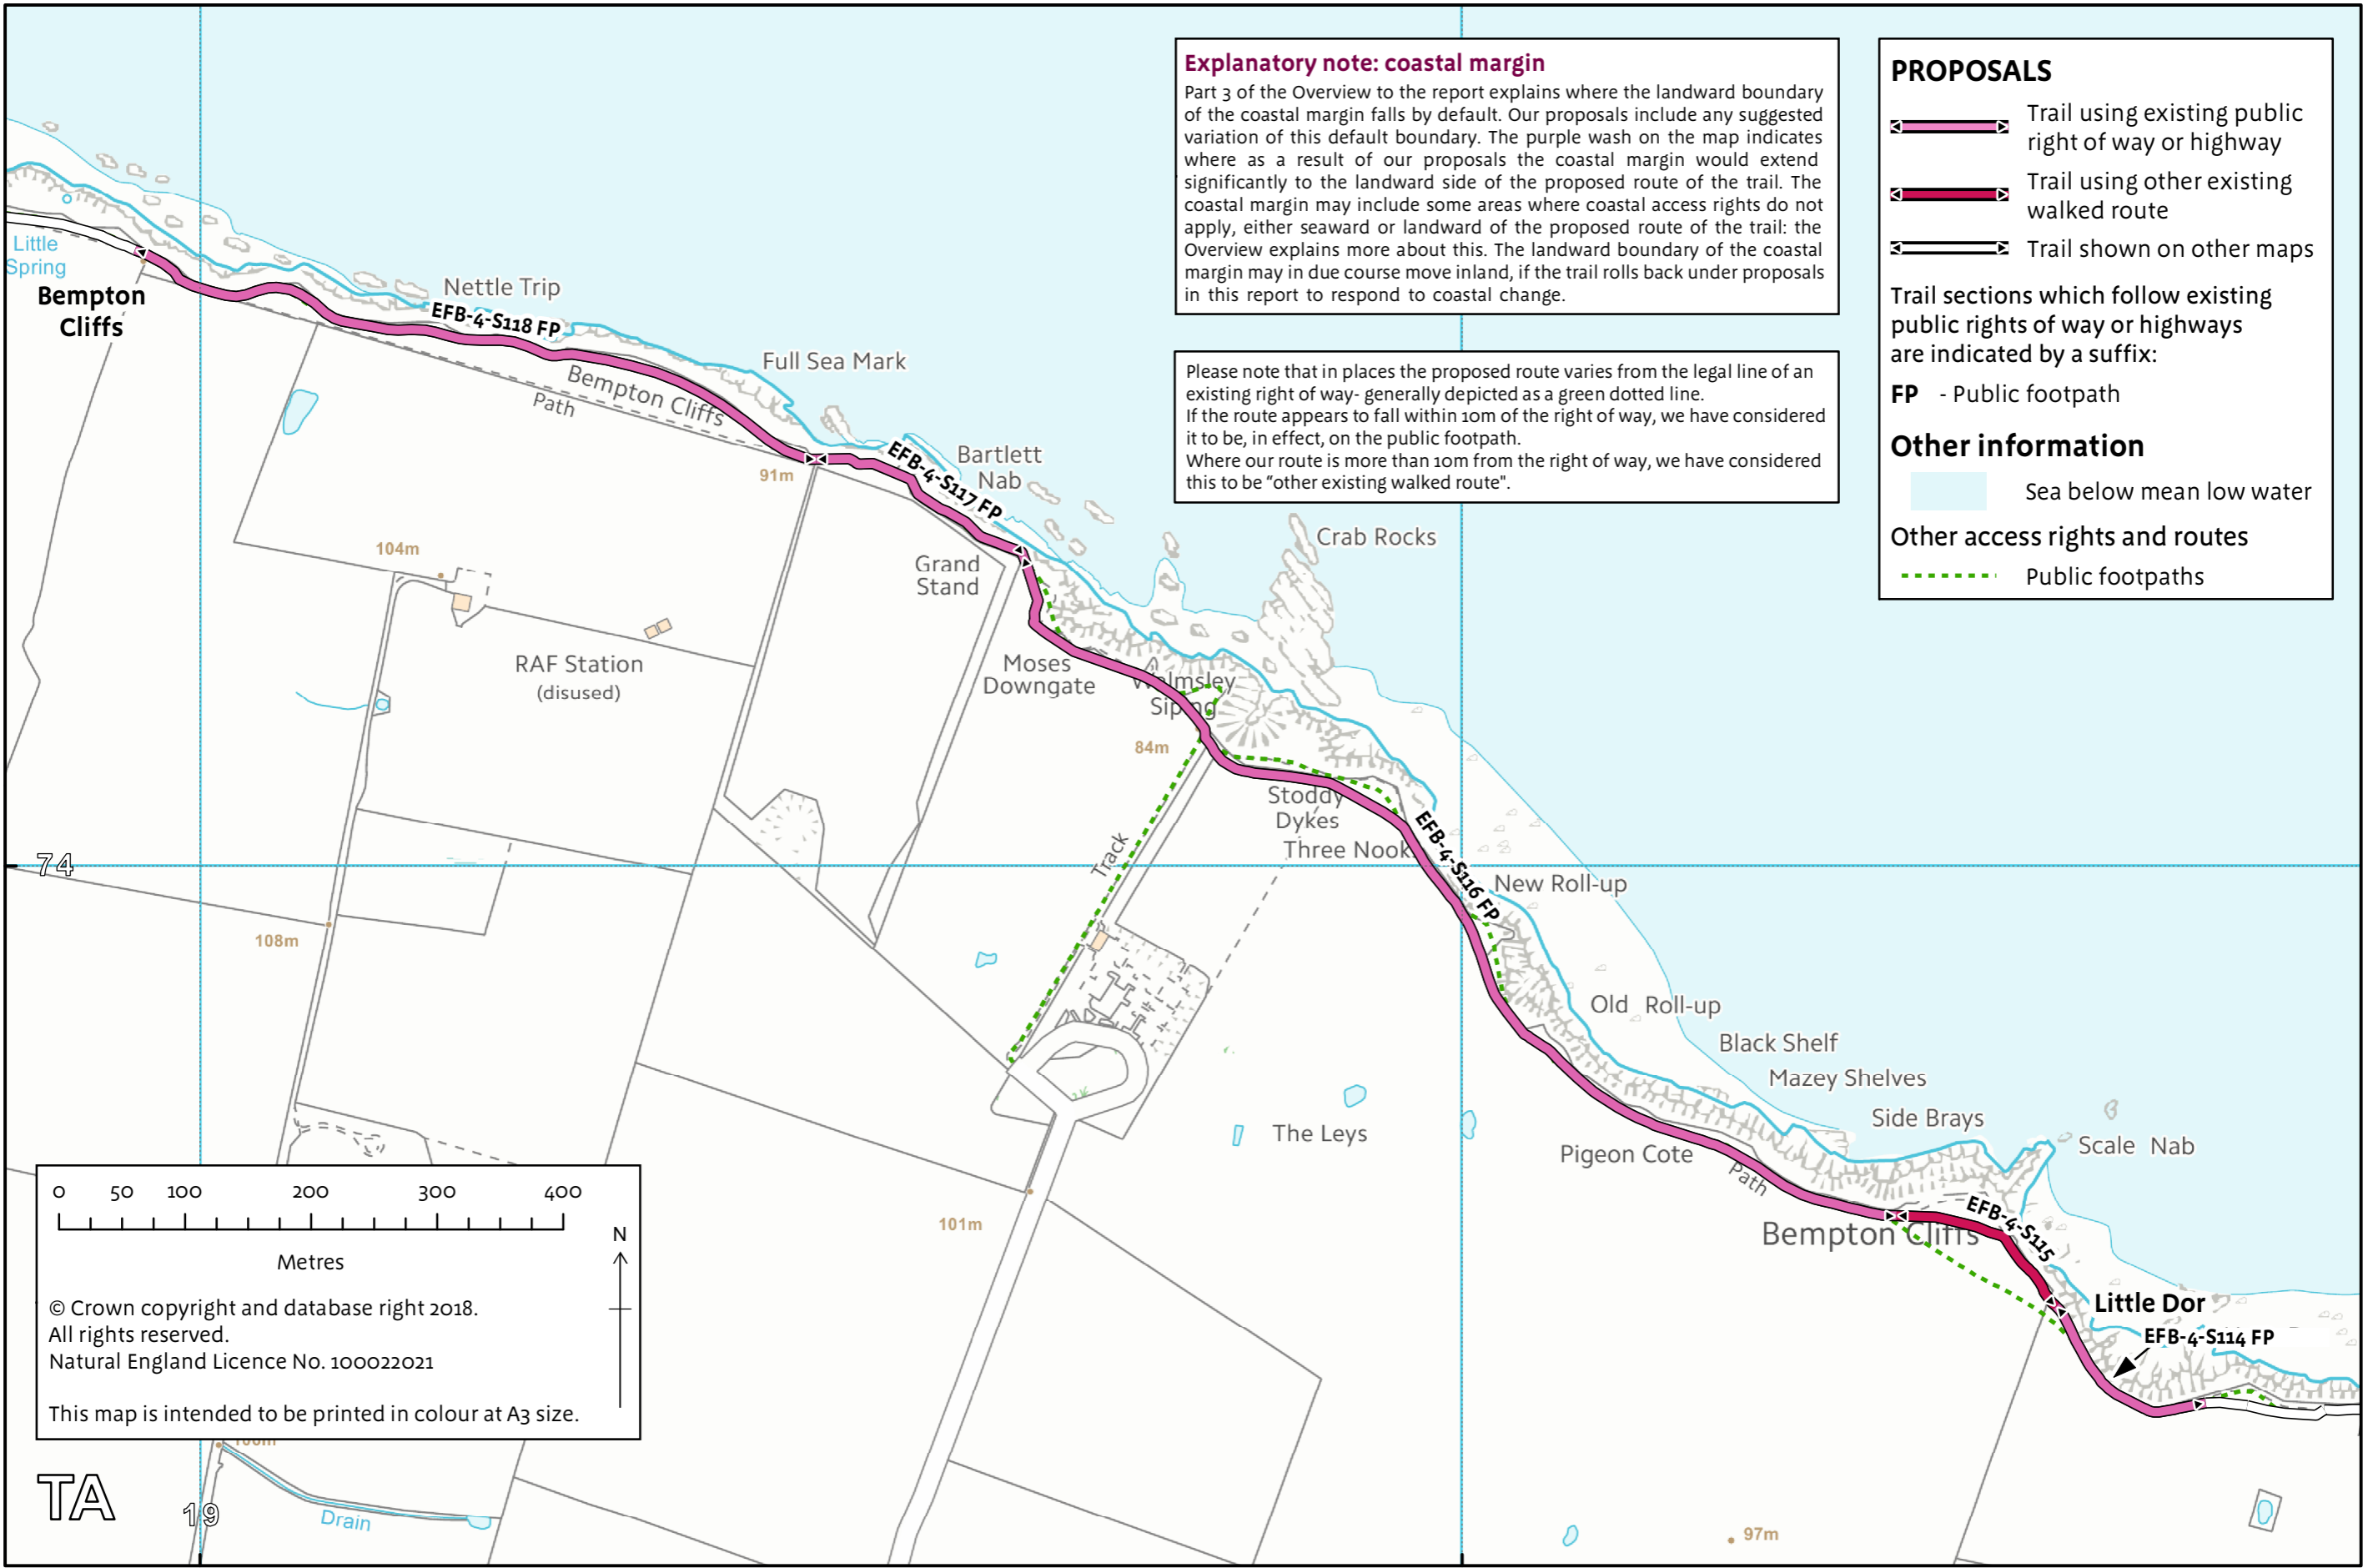 Explanatory note: coastal margin
Part 3 of the Overview to the report explains where the landward boundary
of the coastal margin falls by default. Our proposals include any suggested
variation of this default boundary. The purple wash on the map indicates
where as a result of our proposals the coastal margin would extend
significantly to the landward side of the proposed route of the trail. The
coastal margin may include some areas where coastal access rights do not
apply, either seaward or landward of the proposed route of the trail: the
Overview explains more about this. The landward boundary of the coastal
margin may in due course move inland, if the trail rolls back under proposals
in this report to respond to coastal change.
Please note that in places the proposed route varies from the legal line of an
existing right of way- generally depicted as a green dotted line.
If the route appears to fall within 10m of the right of way, we have considered
it to be, in effect, on the public footpath.
Where our route is more than 10m from the right of way, we have considered
this to be “other existing walked route".
PROPOSALS
Trail using existing public
right of way or highway
Trail using other existing
walked route
Trail shown on other maps
Trail sections which follow existing
public rights of way or highways
are indicated by a suffix:
FP - Public footpath
Other information
Sea below mean low water
Other access rights and routes
Public footpaths
Little
Spring
Bempton
Cliffs
Nettle Trip
EFB-4-S118 FP
Full Sea Mark
Bempton Cliffs
Path
91m
EFB-4-S117 FP
Bartlett
Nab
Crab Rocks
104m
Grand
Stand
RAF Station
(disused)
Moses
Downgate
Walmsley
Siping
84m
Stoddy
Dykes
Three Nooks
EFB-4-S116 FP
Track
74
New Roll-up
108m
Old Roll-up
Black Shelf
Mazey Shelves
Side Brays
Scale Nab
The Leys
Pigeon Cote
Path
Bempton Cliffs
EFB-4-S115
101m
Little Dor
EFB-4-S114 FP
0 50 100 200 300 400
Metres
N
© Crown copyright and database right 2018.
All rights reserved.
Natural England Licence No. 100022021
This map is intended to be printed in colour at A3 size.
TA
19
Drain
97m